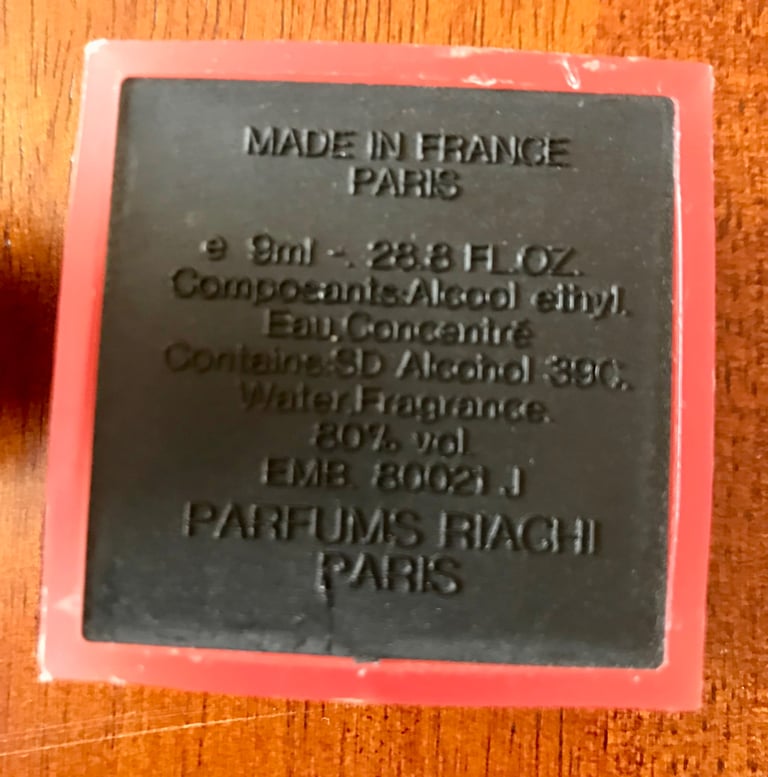 MADE IN FRANCE
PARIS
e 9ml -. 28.8 FL.OZ.
Composants:Alcool ethyl.
Eau,Concentré
Contains:SD Alcohol 39C,
Water,Fragrance.
80% vol.
EMB. 80021 J
PARFUMS RIACHI
PARIS